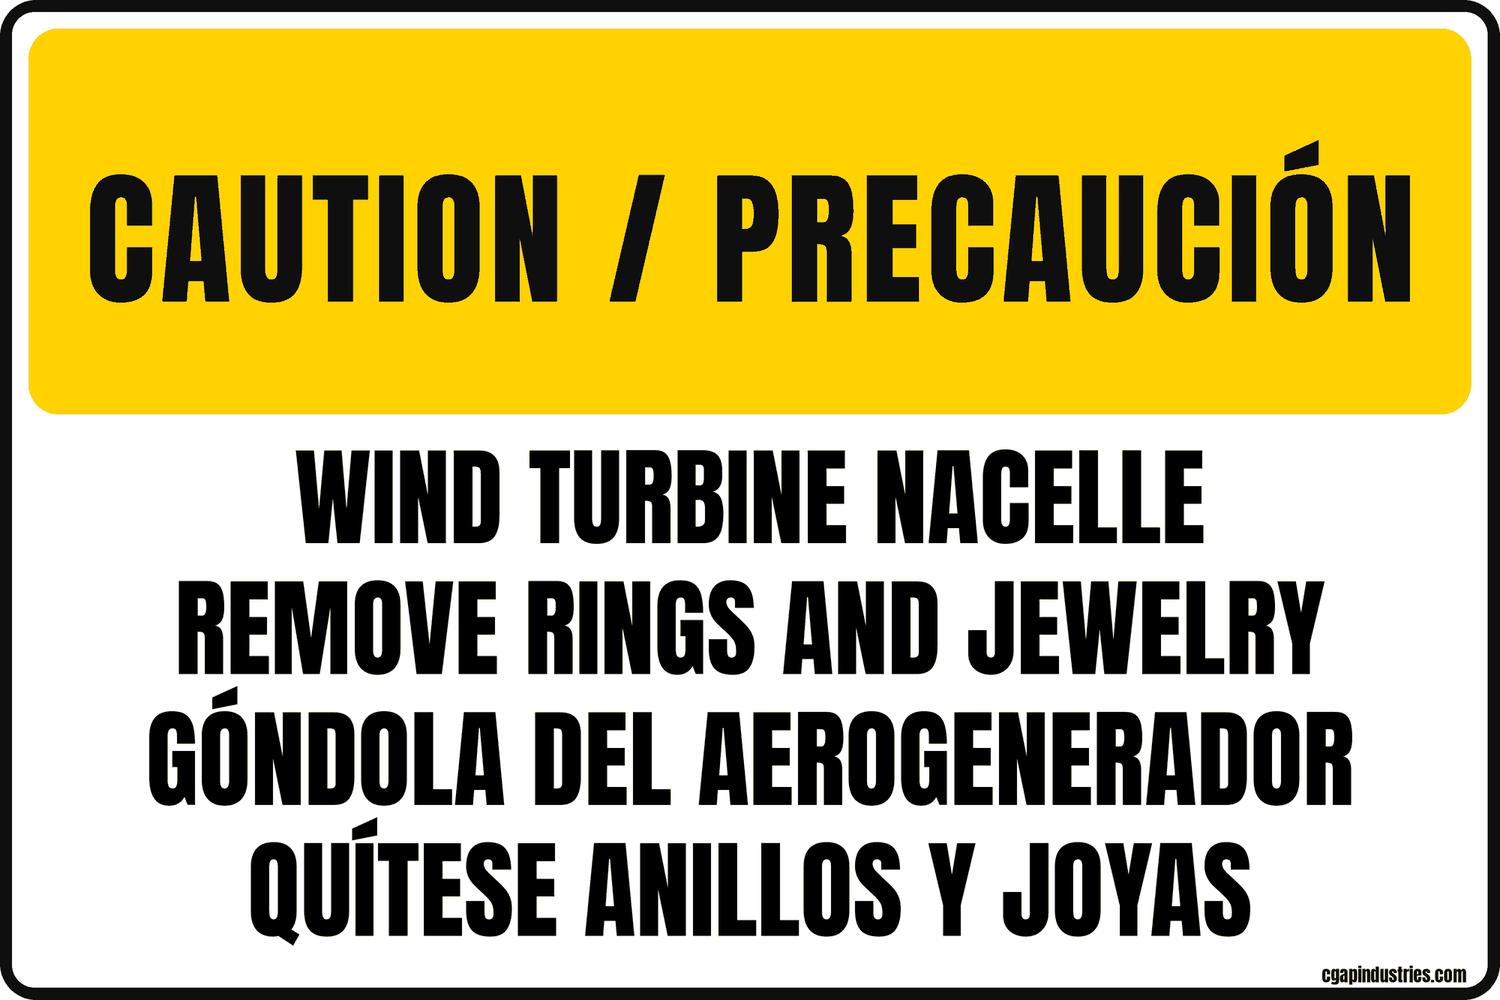 CAUTION / PRECAUCIÓN
WIND TURBINE NACELLE
REMOVE RINGS AND JEWELRY
GÓNDOLA DEL AEROGENERADOR
QUÍTESE ANILLOS Y JOYAS
cgapindustries.com